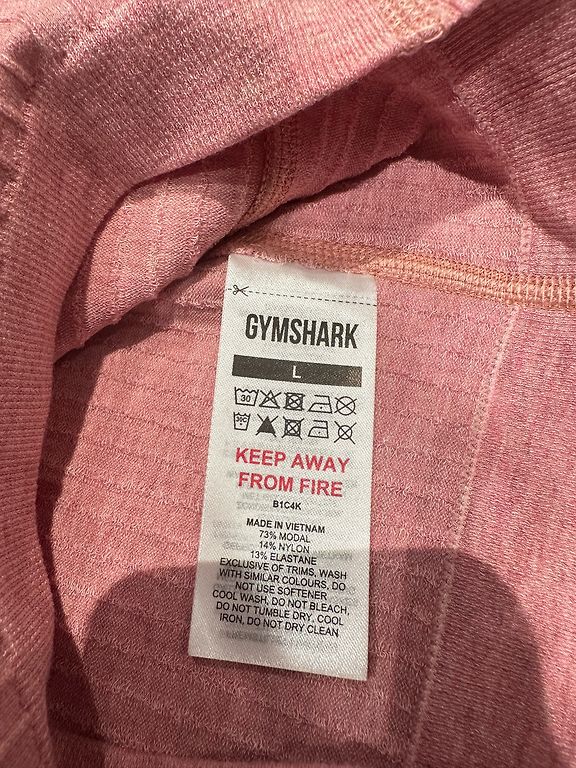 GYMSHARK
L
30
30C
KEEP AWAY
FROM FIRE
B1C4K
MADE IN VIETNAM
73% MODAL
14% NYLON
13% ELASTANE
EXCLUSIVE OF TRIMS, WASH
WITH SIMILAR COLOURS, DO
NOT USE SOFTENER
COOL WASH, DO NOT BLEACH,
DO NOT TUMBLE DRY, COOL
IRON, DO NOT DRY CLEAN